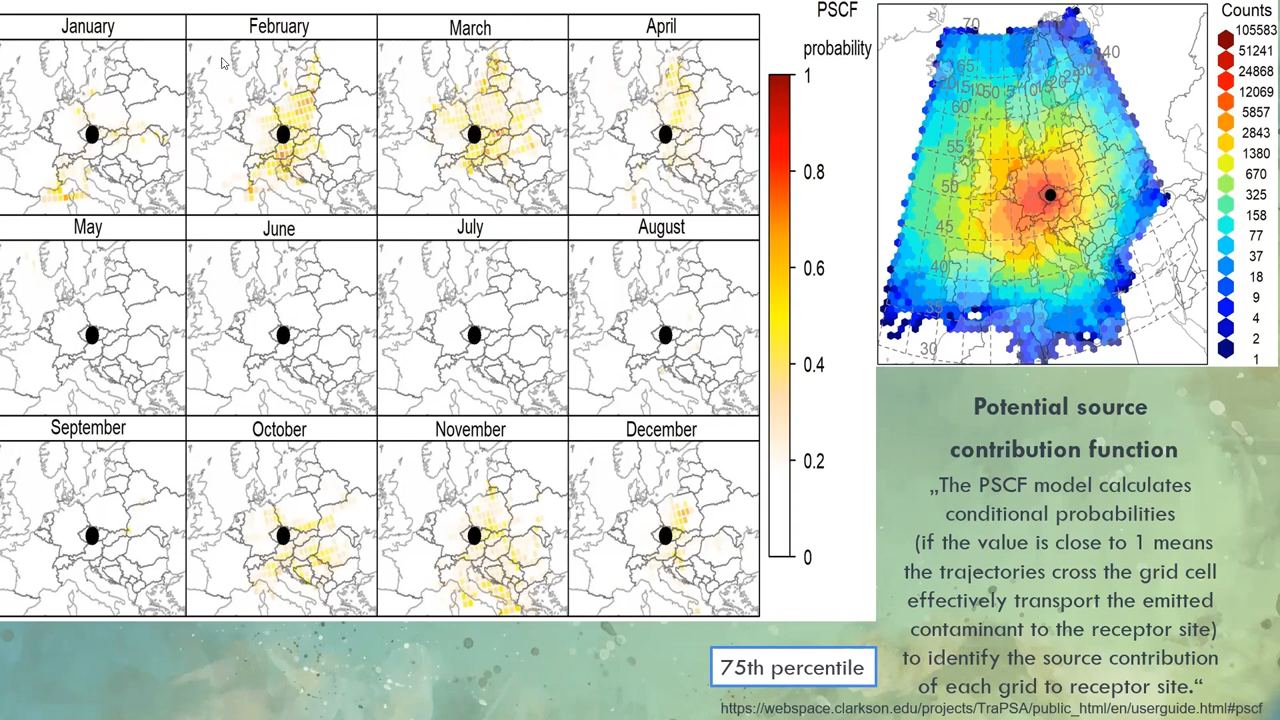 January
February
March
April
May
June
July
August
September
October
November
December
PSCF
probability
1
0.8
0.6
0.4
0.2
0
70
40
65
60
55
50
45
40
30
Counts
105583
51241
24868
12069
5857
2843
1380
670
325
158
77
37
18
9
4
2
1
Potential source
contribution function
„The PSCF model calculates
conditional probabilities
(if the value is close to 1 means
the trajectories cross the grid cell
effectively transport the emitted
contaminant to the receptor site)
to identify the source contribution
of each grid to receptor site.“
75th percentile
https://webspace.clarkson.edu/projects/TraPSA/public_html/en/userguide.html#pscf